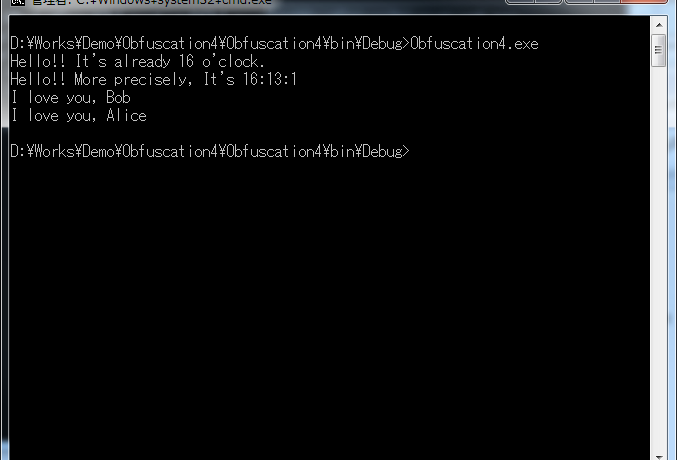 管理者: C:¥Windows¥system32¥cmd.exe
D:¥Works¥Demo¥Obfuscation4¥Obfuscation4¥bin¥Debug>Obfuscation4.exe
Hello!! It's already 16 o'clock.
Hello!! More precisely, It's 16:13:1
I love you, Bob
I love you, Alice
D:¥Works¥Demo¥Obfuscation4¥Obfuscation4¥bin¥Debug>